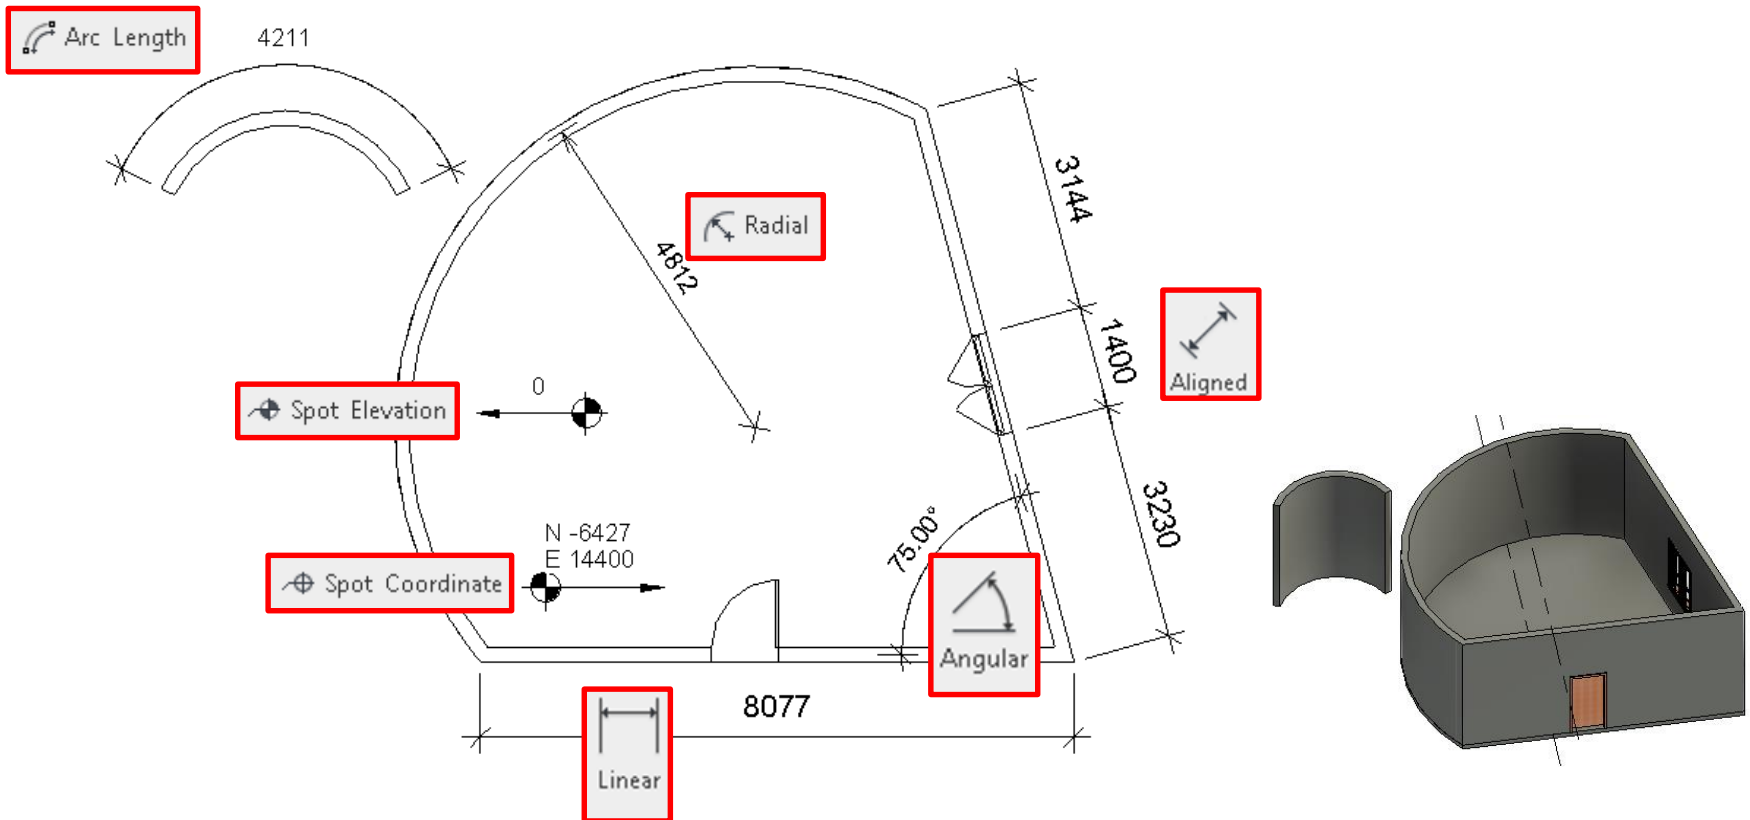 Arc Length
4211
3144
Radial
4812
1400
Aligned
0
Spot Elevation
3230
75.00°
N -6427
E 14400
Spot Coordinate
Angular
8077
Linear